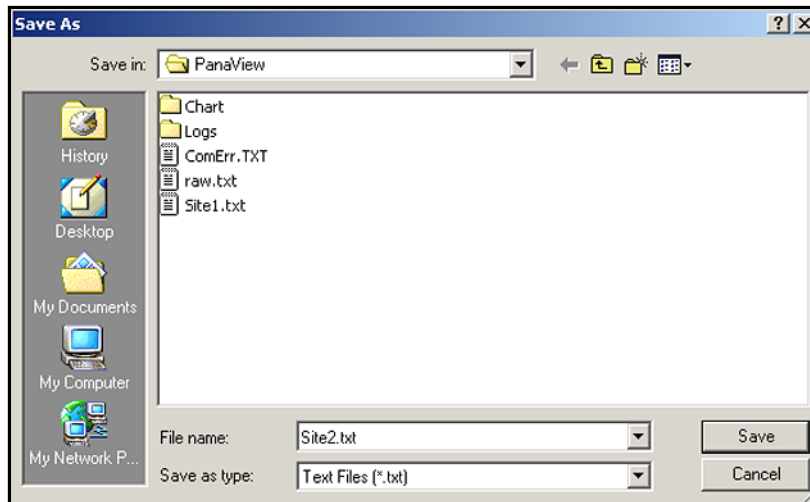 Save As
Save in: PanaView
History
Desktop
My Documents
My Computer
My Network P...
Chart
Logs
ComErr.TXT
raw.txt
Site1.txt
File name: Site2.txt Save
Save as type: Text Files (*.txt) Cancel